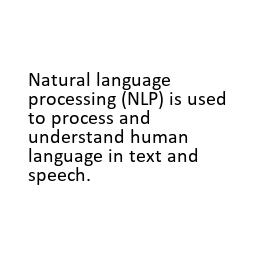 Natural language
processing (NLP) is used
to process and
understand human
language in text and
speech.